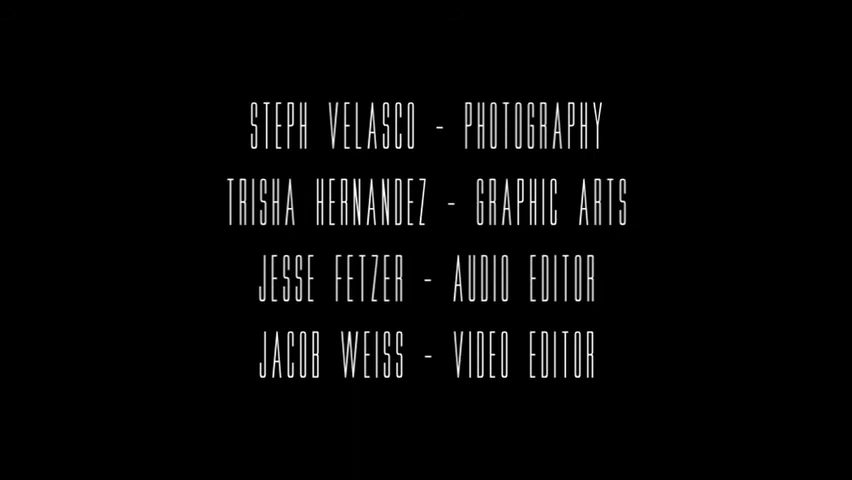 STEPH VELASCO - PHOTOGRAPHY
TRISHA HERNANDEZ - GRAPHIC ARTS
JESSE FETZER - AUDIO EDITOR
JACOB WEISS - VIDEO EDITOR